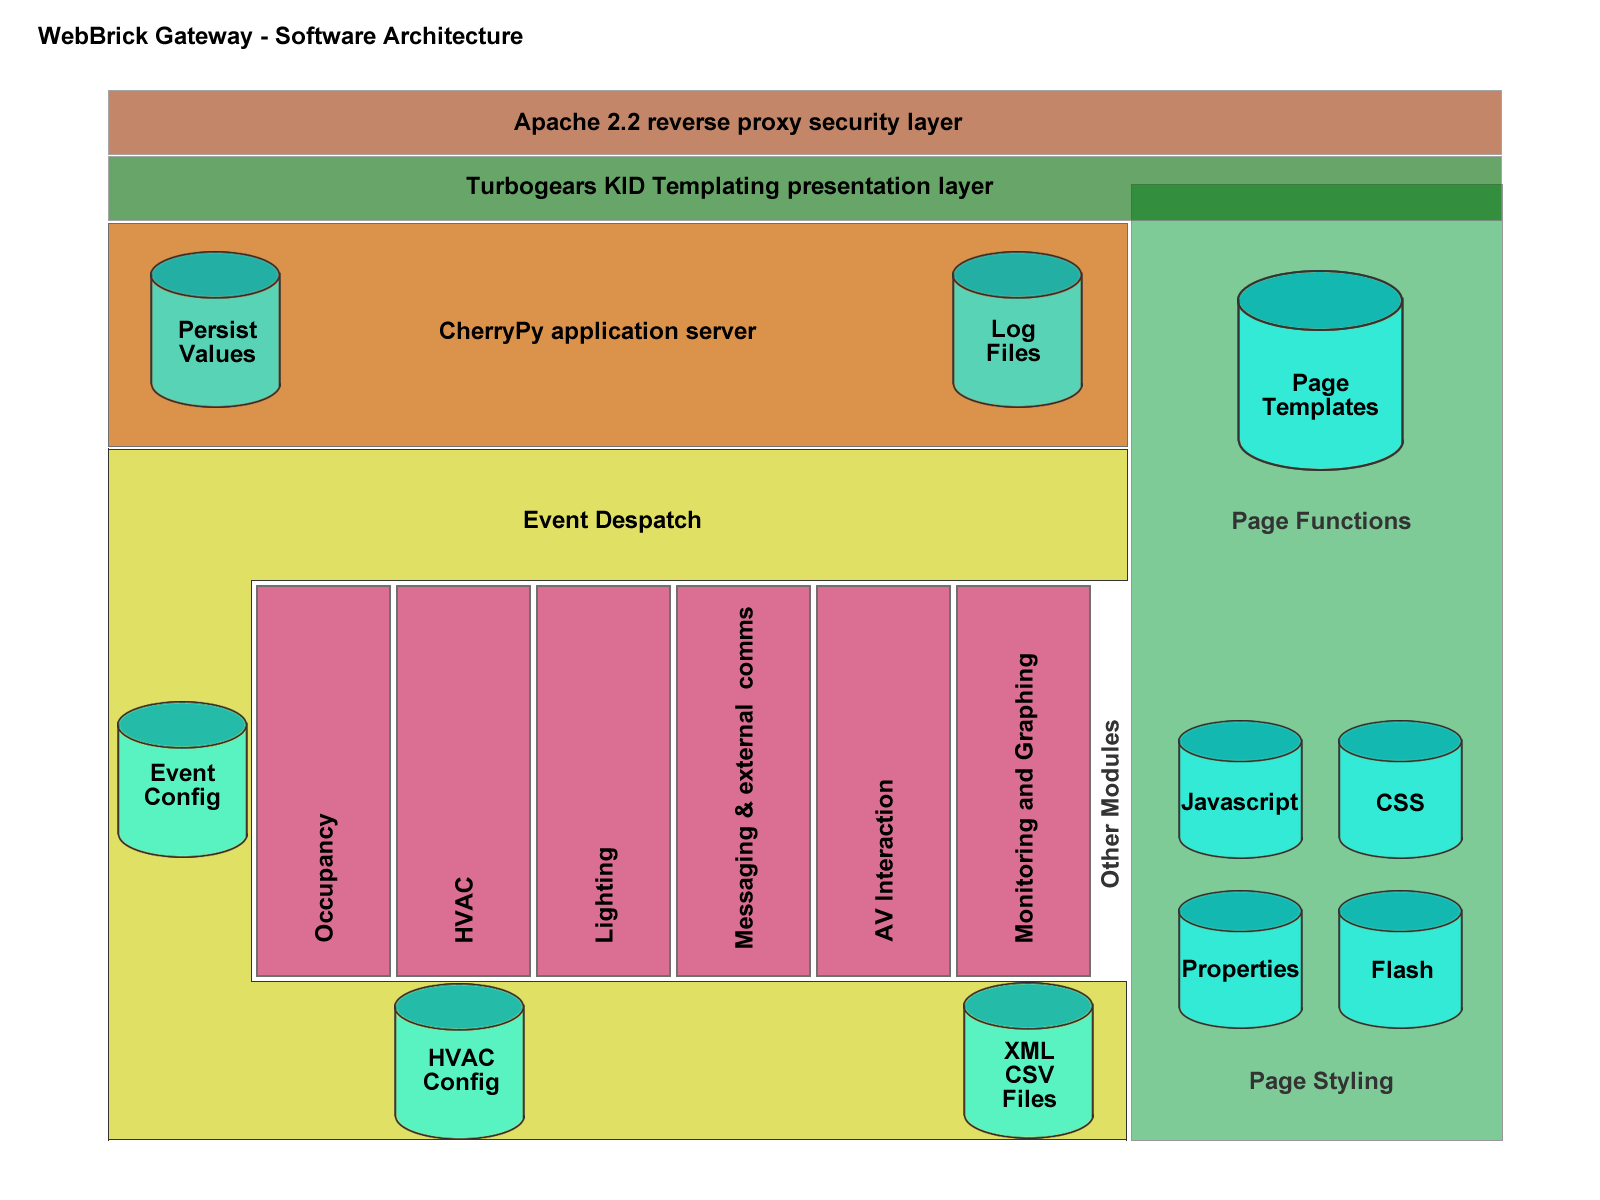 WebBrick Gateway - Software Architecture
Apache 2.2 reverse proxy security layer
Turbogears KID Templating presentation layer
Persist
Values
CherryPy application server
Log
Files
Page
Templates
Event Despatch
Page Functions
Event
Config
Occupancy
HVAC
Lighting
Messaging & external  comms
AV Interaction
Monitoring and Graphing
Other Modules
Javascript
CSS
Properties
Flash
HVAC
Config
XML
CSV
Files
Page Styling